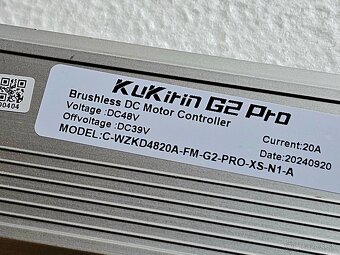 KuKirin G2 Pro
Brushless DC Motor Controller
Voltage :DC48V
Current:20A
Offvoltage :DC39V
Date:20240920
MODEL:C-WZKD4820A-FM-G2-PRO-XS-N1-A